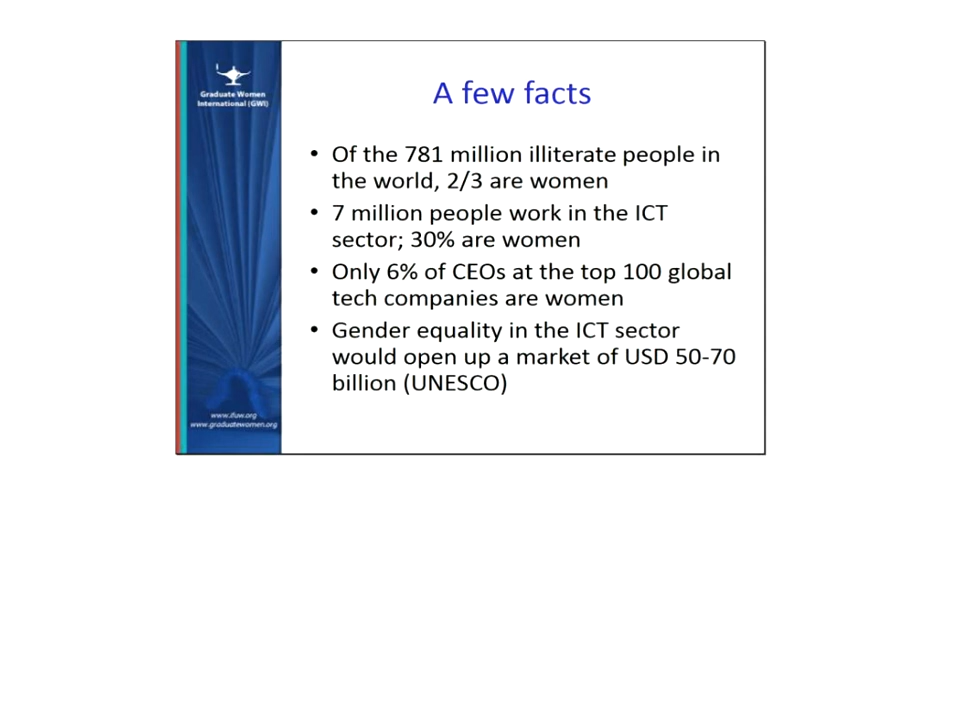 Graduate Women
International (GWI)
A few facts
• Of the 781 million illiterate people in
the world, 2/3 are women
• 7 million people work in the ICT
sector; 30% are women
• Only 6% of CEOs at the top 100 global
tech companies are women
• Gender equality in the ICT sector
would open up a market of USD 50-70
billion (UNESCO)
www.ifuw.org
www.graduatewomen.org